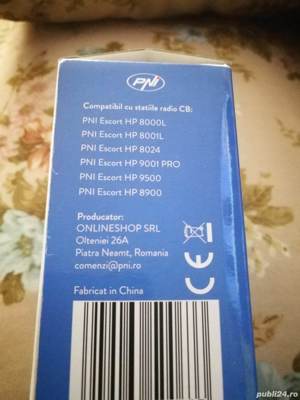 PNI
Compatibil cu statiile radio CB:
PNI Escort HP 8000L
PNI Escort HP 8001L
PNI Escort HP 8024
PNI Escort HP 9001 PRO
PNI Escort HP 9500
PNI Escort HP 8900
Producator:
ONLINESHOP SRL
Olteniei 26A
Piatra Neamt, Romania
comenzi@pni.ro
CE
Fabricat in China
publi24.ro